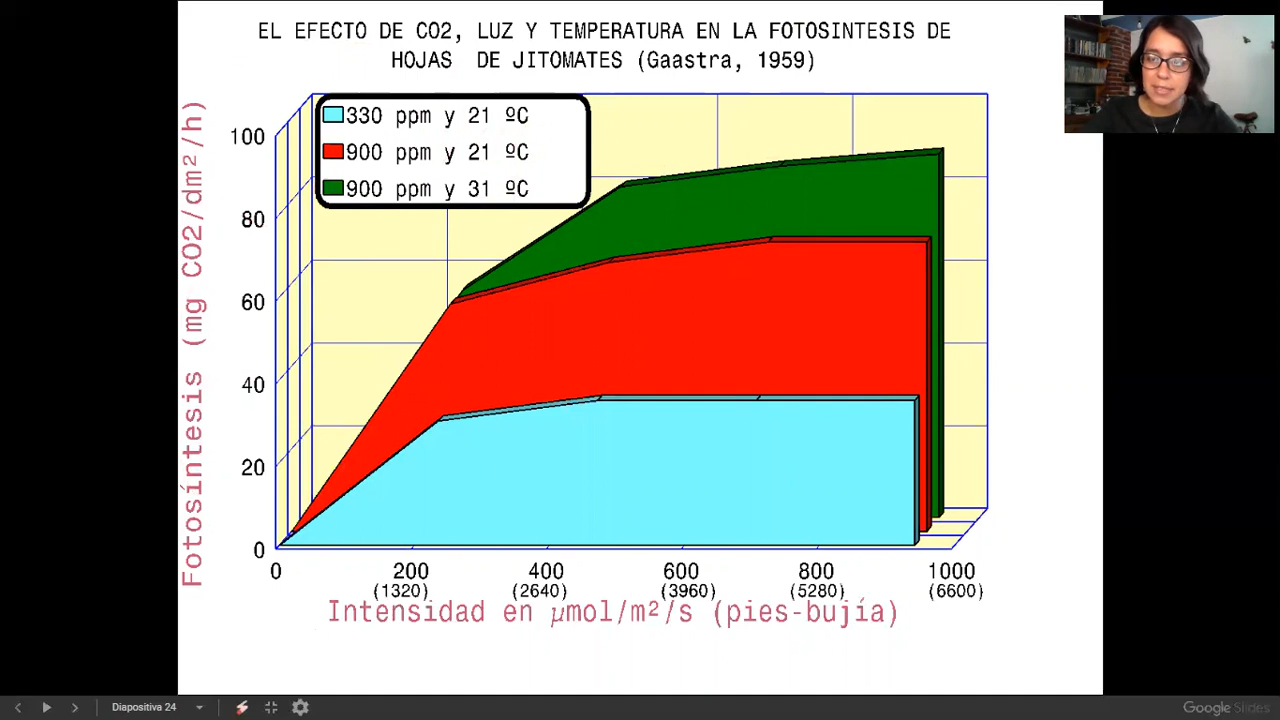 EL EFECTO DE CO2, LUZ Y TEMPERATURA EN LA FOTOSINTESIS DE
HOJAS DE JITOMATES (Gaastra, 1959)
330 ppm y 21 ºC
900 ppm y 21 ºC
900 ppm y 31 ºC
Fotosíntesis (mg CO2/dm²/h)
100
80
60
40
20
0
0 200 400 600 800 1000
(1320) (2640) (3960) (5280) (6600)
Intensidad en µmol/m²/s (pies-bujía)
Diapositiva 24
Google Slides